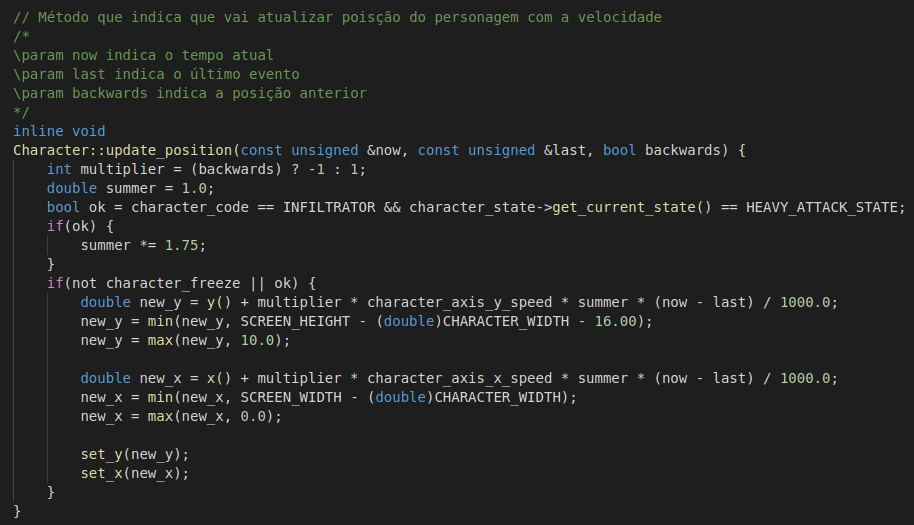 // Método que indica que vai atualizar poisção do personagem com a velocidade
/*
\param now indica o tempo atual
\param last indica o último evento
\param backwards indica a posição anterior
*/
inline void
Character::update_position(const unsigned &now, const unsigned &last, bool backwards) {
    int multiplier = (backwards) ? -1 : 1;
    double summer = 1.0;
    bool ok = character_code == INFILTRATOR && character_state->get_current_state() == HEAVY_ATTACK_STATE;
    if(ok) {
        summer *= 1.75;
    }
    if(not character_freeze || ok) {
        double new_y = y() + multiplier * character_axis_y_speed * summer * (now - last) / 1000.0;
        new_y = min(new_y, SCREEN_HEIGHT - (double)CHARACTER_WIDTH - 16.00);
        new_y = max(new_y, 10.0);

        double new_x = x() + multiplier * character_axis_x_speed * summer * (now - last) / 1000.0;
        new_x = min(new_x, SCREEN_WIDTH - (double)CHARACTER_WIDTH);
        new_x = max(new_x, 0.0);

        set_y(new_y);
        set_x(new_x);
    }
}